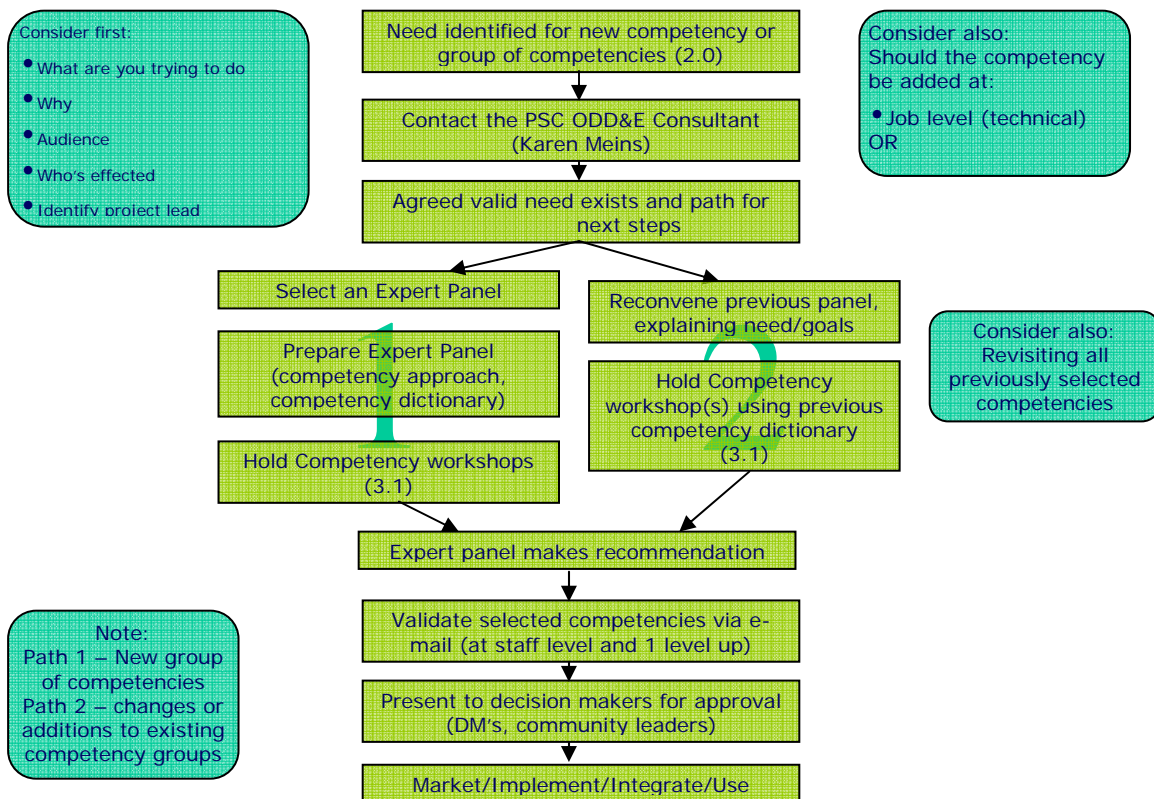 Consider first:
•What are you trying to do
•Why
•Audience
•Who's effected
•Identify project lead
Need identified for new competency or
group of competencies (2.0)
Consider also:
Should the competency
be added at:
•Job level (technical)
OR
Contact the PSC ODD&E Consultant
(Karen Meins)
Agreed valid need exists and path for
next steps
1
Select an Expert Panel
Prepare Expert Panel
(competency approach,
competency dictionary)
Hold Competency workshops
(3.1)
2
Reconvene previous panel,
explaining need/goals
Hold Competency
workshop(s) using previous
competency dictionary
(3.1)
Consider also:
Revisiting all
previously selected
competencies
Expert panel makes recommendation
Validate selected competencies via e-
mail (at staff level and 1 level up)
Present to decision makers for approval
(DM's, community leaders)
Market/Implement/Integrate/Use
Note:
Path 1 – New group
of competencies
Path 2 – changes or
additions to existing
competency groups